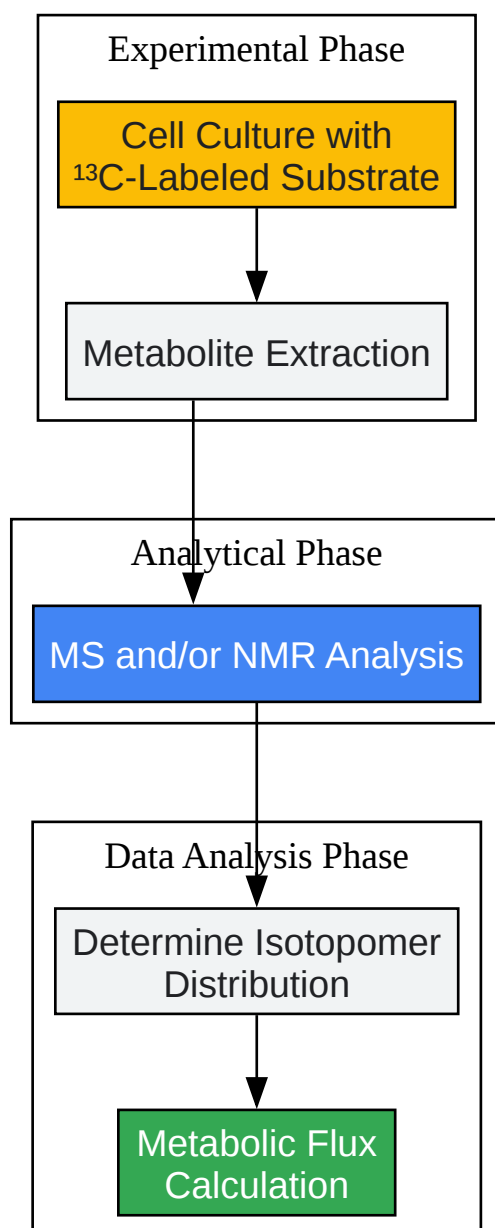 Experimental Phase
Cell Culture with
¹³C-Labeled Substrate
Metabolite Extraction
Analytical Phase
MS and/or NMR Analysis
Data Analysis Phase
Determine Isotopomer
Distribution
Metabolic Flux
Calculation